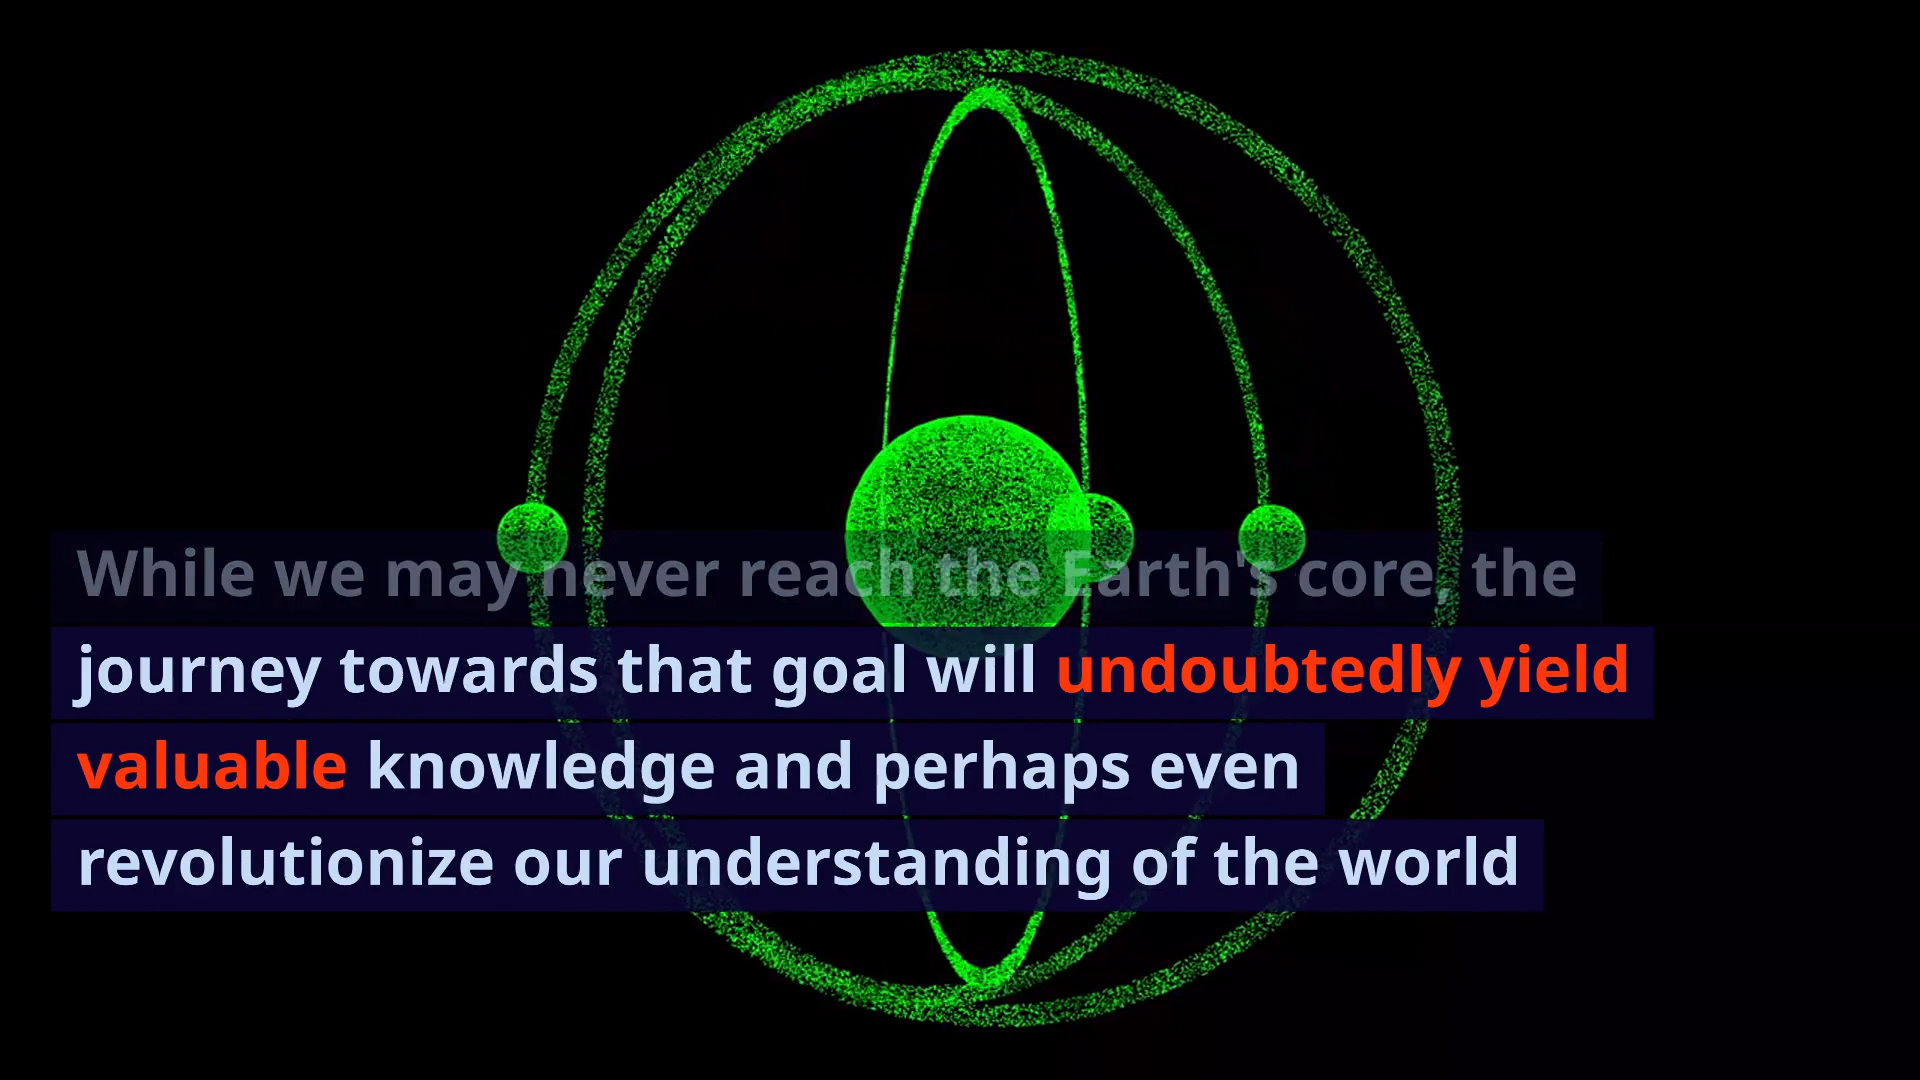 While we may never reach the Earth's core, the
journey towards that goal will undoubtedly yield
valuable knowledge and perhaps even
revolutionize our understanding of the world